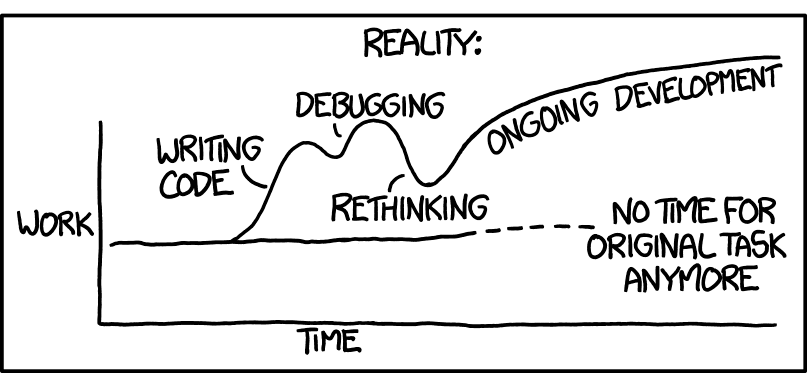 REALITY:
DEBUGGING
WRITING
CODE
ONGOING DEVELOPMENT
RETHINKING
WORK
NO TIME FOR
ORIGINAL TASK
ANYMORE
TIME